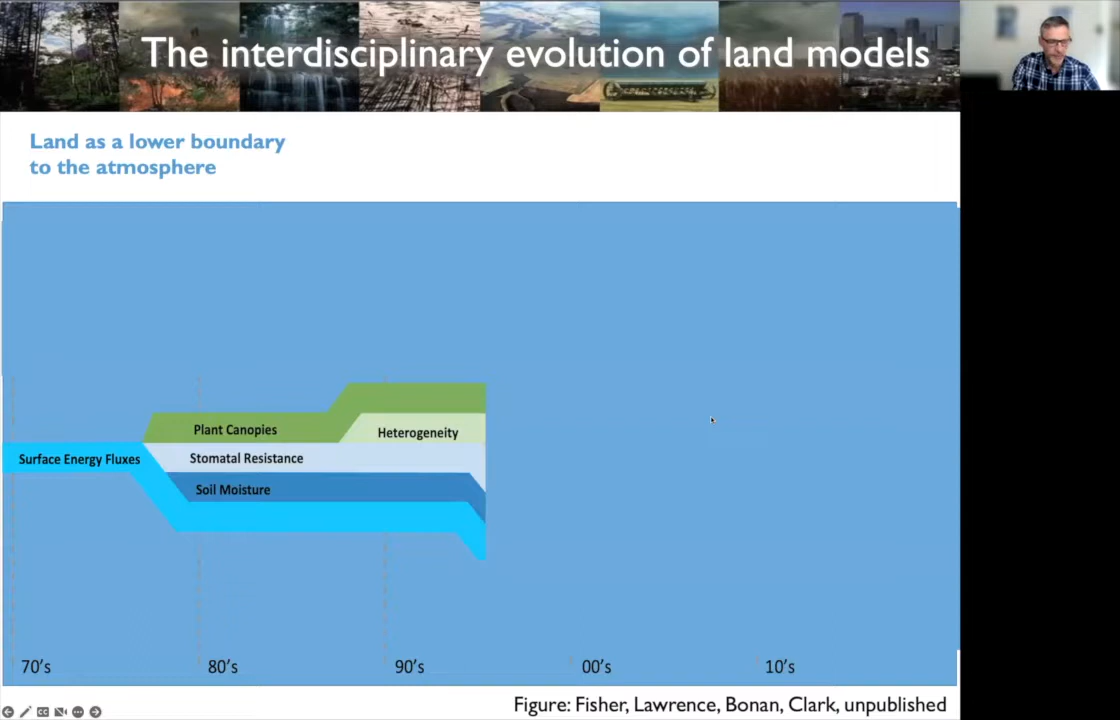 The interdisciplinary evolution of land models
Land as a lower boundary
to the atmosphere
Plant Canopies
Heterogeneity
Surface Energy Fluxes
Stomatal Resistance
Soil Moisture
70's
80's
90's
00's
10's
Figure: Fisher, Lawrence, Bonan, Clark, unpublished